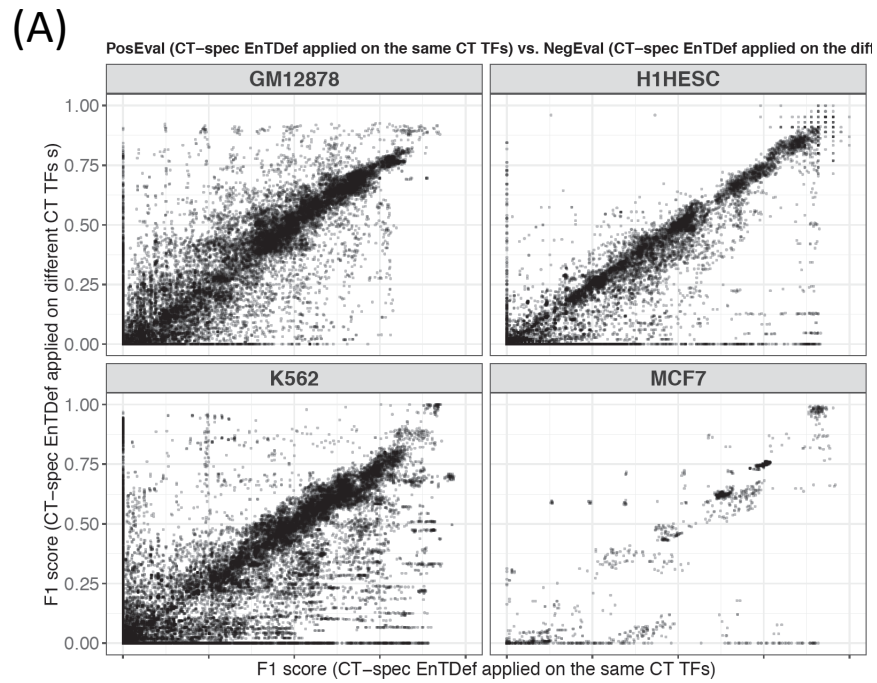 (A)
PosEval (CT−spec EnTDef applied on the same CT TFs) vs. NegEval (CT−spec EnTDef applied on the diff
GM12878
H1HESC
1.00
0.75
0.50
0.25
0.00
K562
MCF7
1.00
0.75
0.50
0.25
0.00
F1 score (CT−spec EnTDef applied on different CT TFs s)
F1 score (CT−spec EnTDef applied on the same CT TFs)